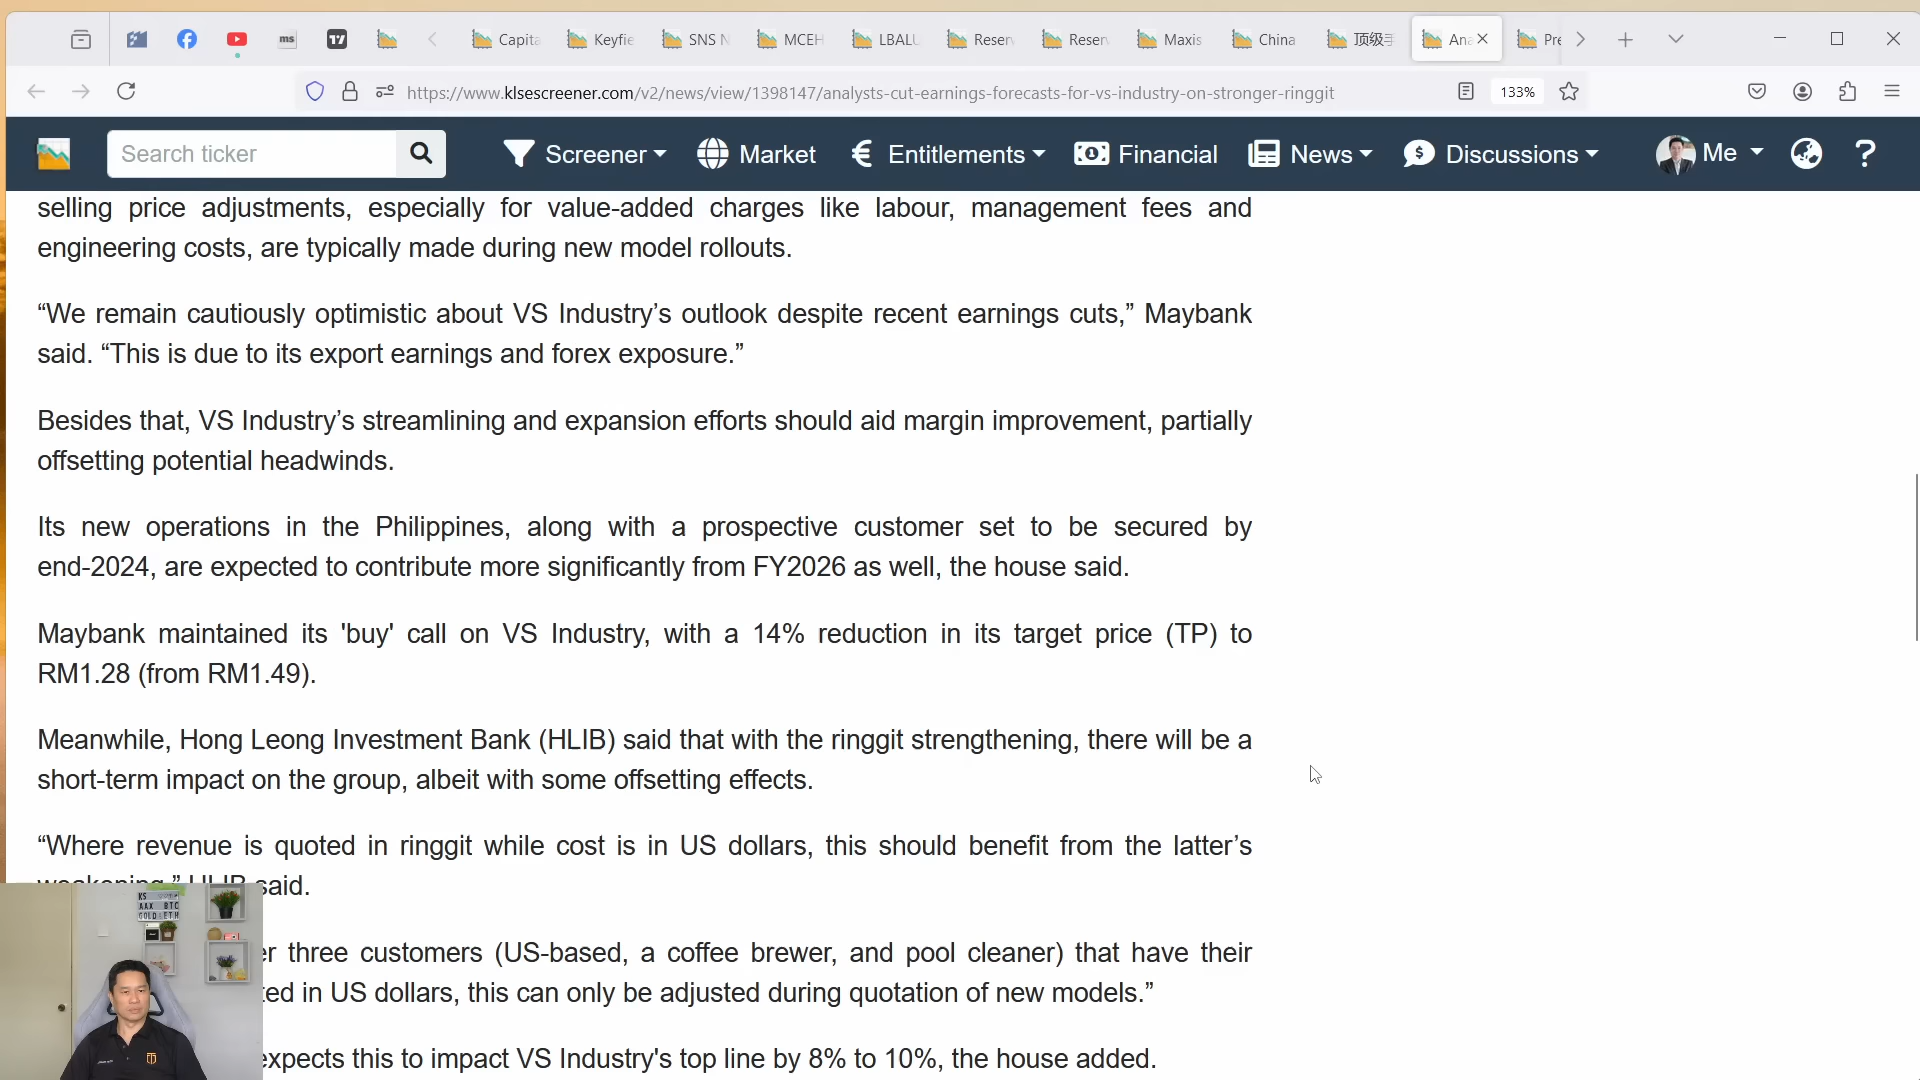 ms
Capita
Keyfie
SNS N
MCEH
LBALU
Reserv
Reserv
Maxis
China
顶级手
Ana
Pre
https://www.klsescreener.com/v2/news/view/1398147/analysts-cut-earnings-forecasts-for-vs-industry-on-stronger-ringgit
133%
Search ticker
Screener
Market
Entitlements
Financial
News
Discussions
Me
selling price adjustments, especially for value-added charges like labour, management fees and
engineering costs, are typically made during new model rollouts.
“We remain cautiously optimistic about VS Industry’s outlook despite recent earnings cuts,” Maybank
said. “This is due to its export earnings and forex exposure.”
Besides that, VS Industry’s streamlining and expansion efforts should aid margin improvement, partially
offsetting potential headwinds.
Its new operations in the Philippines, along with a prospective customer set to be secured by
end-2024, are expected to contribute more significantly from FY2026 as well, the house said.
Maybank maintained its 'buy' call on VS Industry, with a 14% reduction in its target price (TP) to
RM1.28 (from RM1.49).
Meanwhile, Hong Leong Investment Bank (HLIB) said that with the ringgit strengthening, there will be a
short-term impact on the group, albeit with some offsetting effects.
“Where revenue is quoted in ringgit while cost is in US dollars, this should benefit from the latter’s
weakening,” HLIB said.
er three customers (US-based, a coffee brewer, and pool cleaner) that have their
ted in US dollars, this can only be adjusted during quotation of new models.”
expects this to impact VS Industry's top line by 8% to 10%, the house added.
KS
AAX BTC
GOLD ETH